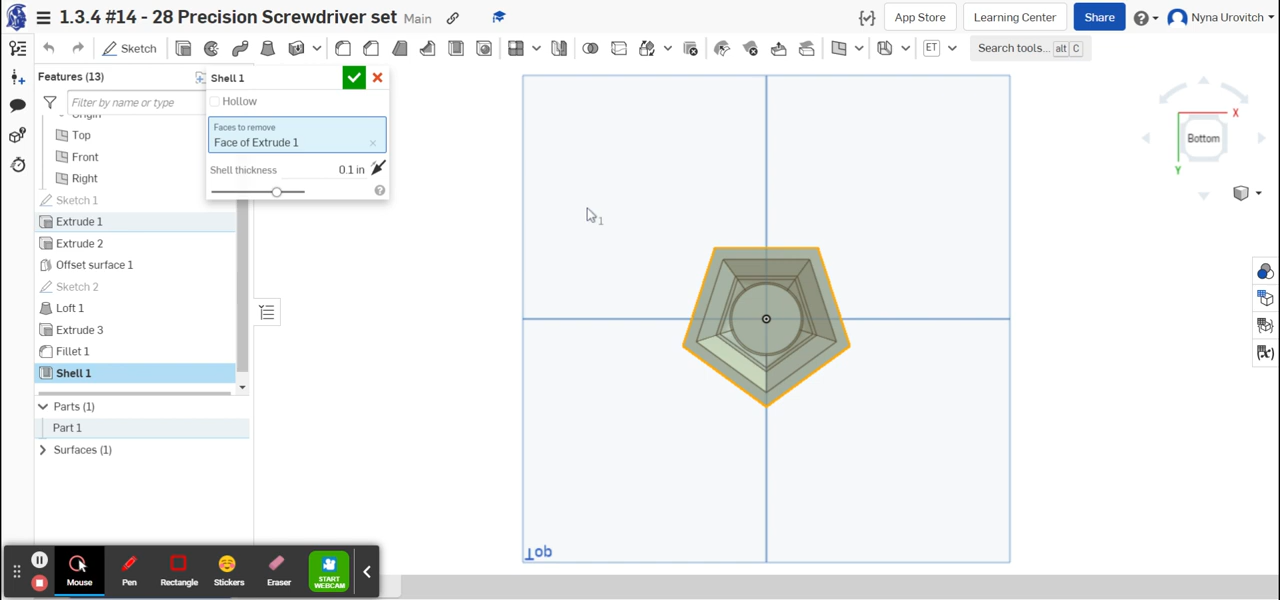 1.3.4 #14 - 28 Precision Screwdriver set Main
App Store
Learning Center
Share
Nyna Urovitch
Sketch
ET
Search tools... alt C
Features (13)
Filter by name or type
Origin
Top
Front
Right
Sketch 1
Extrude 1
Extrude 2
Offset surface 1
Sketch 2
Loft 1
Extrude 3
Fillet 1
Shell 1
Parts (1)
Part 1
Surfaces (1)
Shell 1
Hollow
Faces to remove
Face of Extrude 1
Shell thickness 0.1 in
1
Top
Bottom
X
Y
Mouse
Pen
Rectangle
Stickers
Eraser
START
WEBCAM